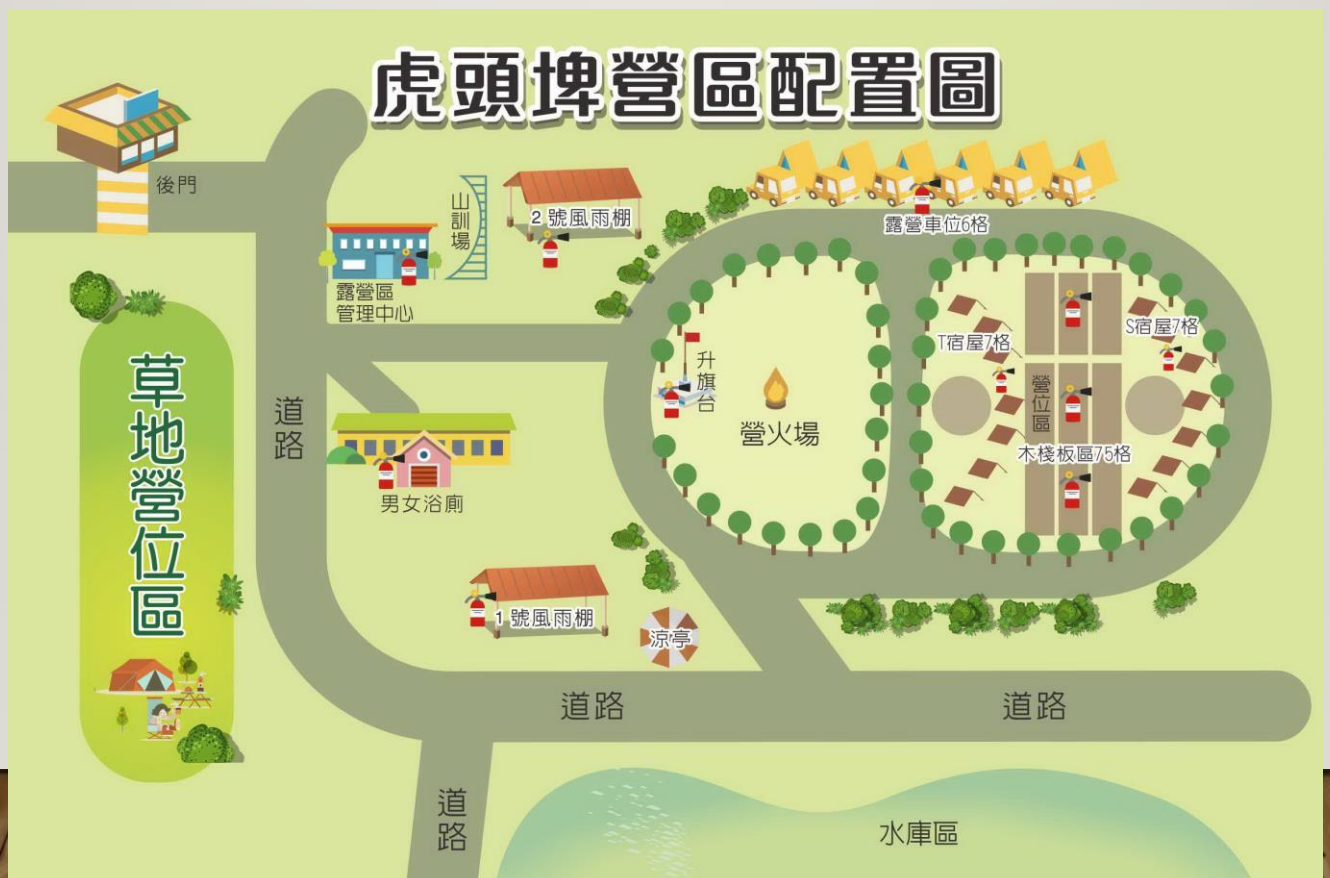 虎頭埤營區配置圖
後門
山訓場
2 號風雨棚
露營車位6格
露營區
管理中心
T宿屋7格
S宿屋7格
升旗台
營火場
營位區
木棧板區75格
草地營位區
道路
男女浴廁
1 號風雨棚
涼亭
道路
道路
道路
水庫區